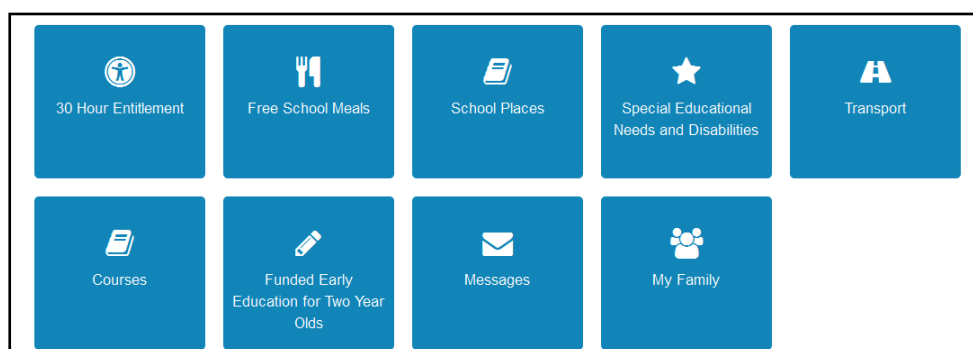 30 Hour Entitlement
Free School Meals
School Places
Special Educational
Needs and Disabilities
Transport
Courses
Funded Early
Education for Two Year
Olds
Messages
My Family